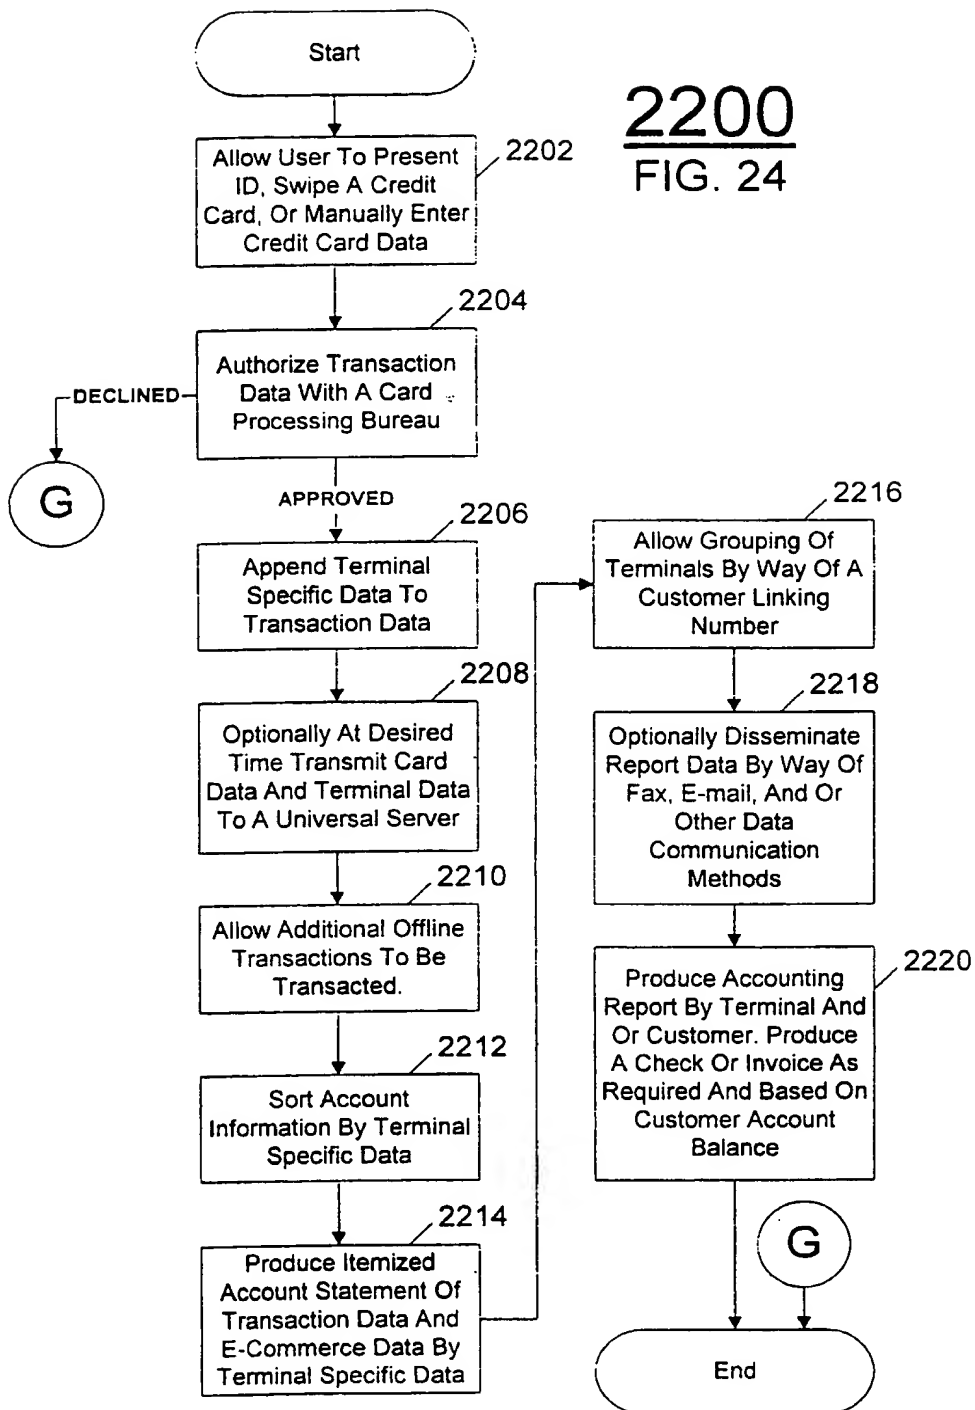 Start
2200
FIG. 24
2202
Allow User To Present
ID, Swipe A Credit
Card, Or Manually Enter
Credit Card Data
2204
Authorize Transaction
Data With A Card
Processing Bureau
DECLINED
G
APPROVED
2206
Append Terminal
Specific Data To
Transaction Data
2208
Optionally At Desired
Time Transmit Card
Data And Terminal Data
To A Universal Server
2210
Allow Additional Offline
Transactions To Be
Transacted.
2212
Sort Account
Information By Terminal
Specific Data
2214
Produce Itemized
Account Statement Of
Transaction Data And
E-Commerce Data By
Terminal Specific Data
2216
Allow Grouping Of
Terminals By Way Of A
Customer Linking
Number
2218
Optionally Disseminate
Report Data By Way Of
Fax, E-mail, And Or
Other Data
Communication
Methods
2220
Produce Accounting
Report By Terminal And
Or Customer. Produce
A Check Or Invoice As
Required And Based On
Customer Account
Balance
G
End